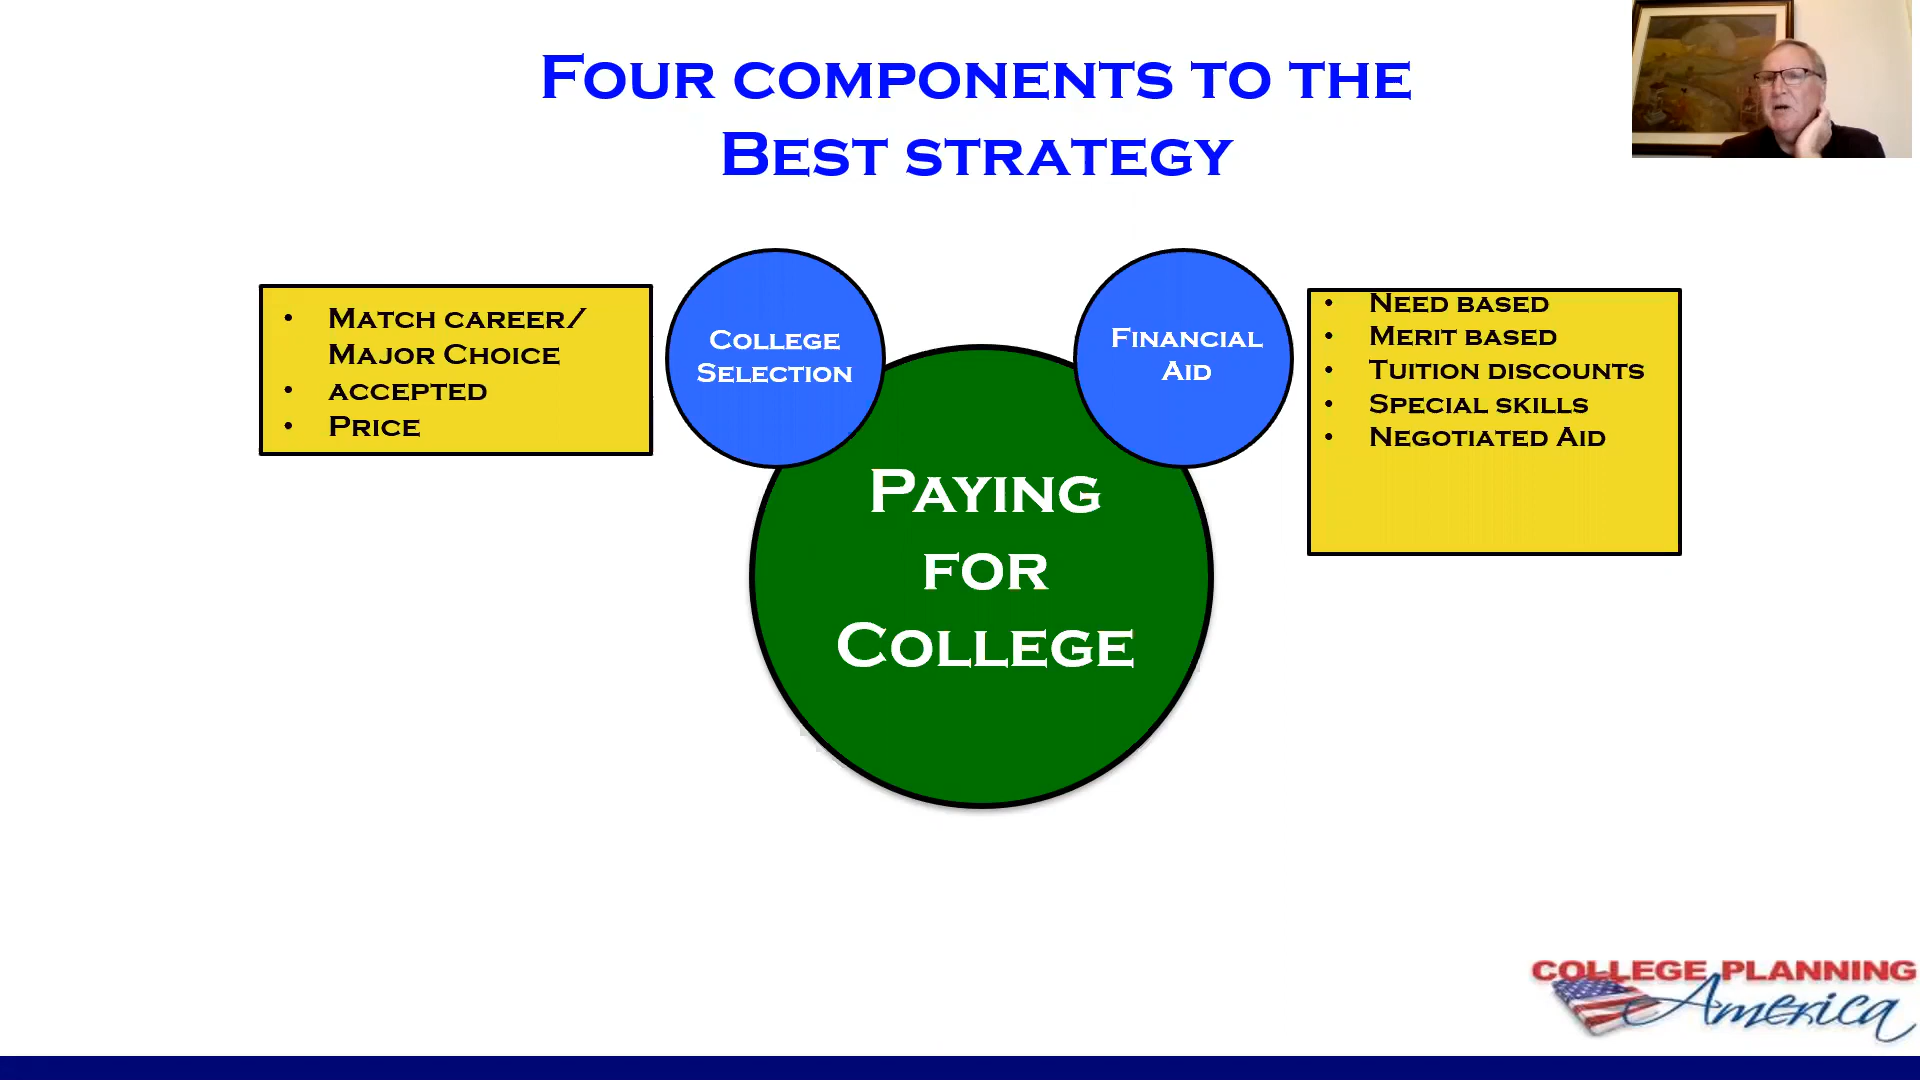 Four components to the
Best strategy
• Match career/
Major Choice
• accepted
• Price
College
Selection
Financial
Aid
• Need based
• Merit based
• Tuition discounts
• Special skills
• Negotiated Aid
Paying
for
College
COLLEGE PLANNING
America